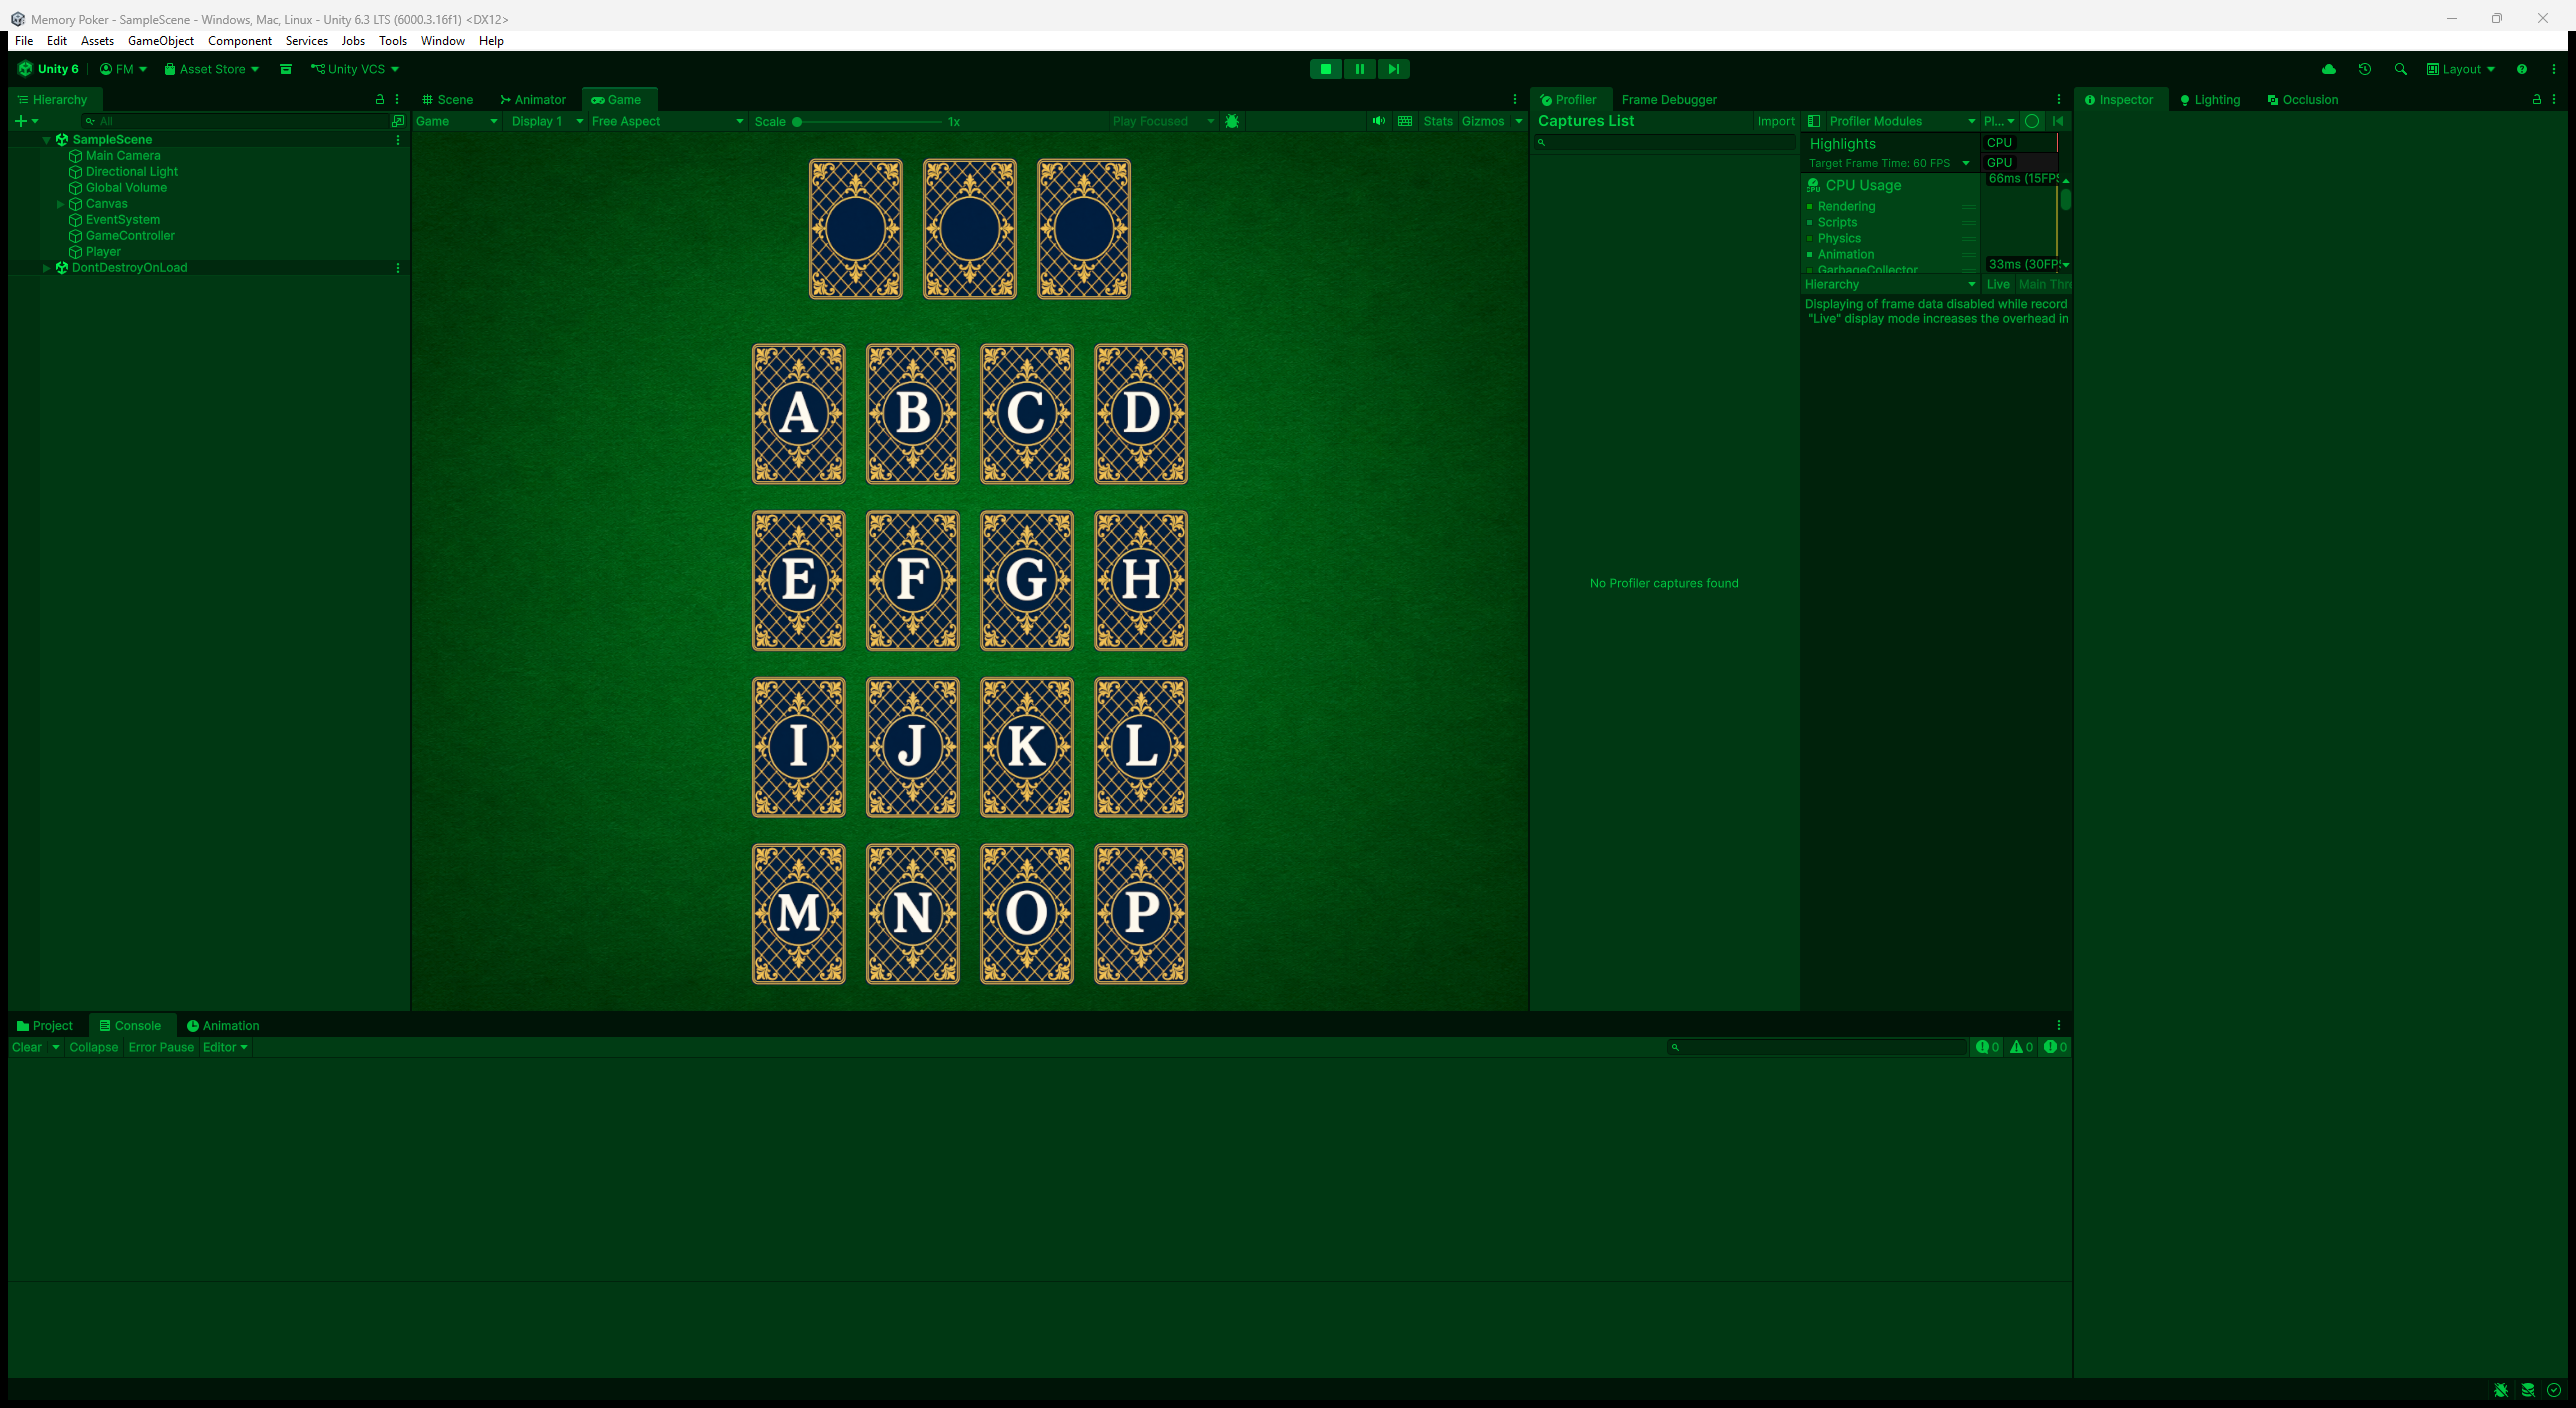 Memory Poker - SampleScene - Windows, Mac, Linux - Unity 6.3 LTS (6000.3.16f1) <DX12>
File Edit Assets GameObject Component Services Jobs Tools Window Help
Unity 6 FM Asset Store Unity VCS Layout
Hierarchy Scene Animator Game Profiler Frame Debugger Inspector Lighting Occlusion
All Game Display 1 Free Aspect Scale 1x Play Focused Stats Gizmos Captures List Import Profiler Modules Pl...
SampleScene
Main Camera
Directional Light
Global Volume
Canvas
EventSystem
GameController
Player
DontDestroyOnLoad
A B C D
E F G H
I J K L
M N O P
No Profiler captures found
Highlights CPU
Target Frame Time: 60 FPS GPU
66ms (15FPS
CPU Usage
Rendering
Scripts
Physics
Animation
GarbageCollector
33ms (30FPS
Hierarchy Live Main Thre
Displaying of frame data disabled while record
"Live" display mode increases the overhead in
Project Console Animation
Clear Collapse Error Pause Editor 0 0 0